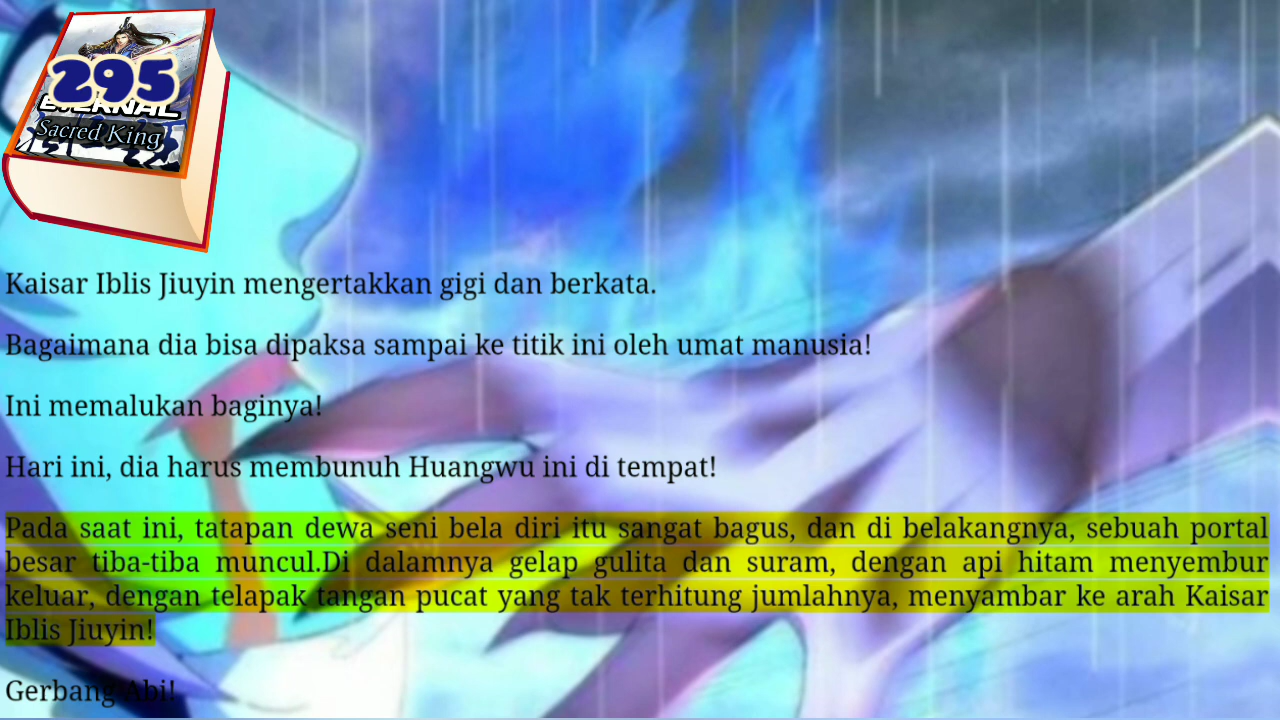 295
ETERNAL
Sacred King
Kaisar Iblis Jiuyin mengertakkan gigi dan berkata.
Bagaimana dia bisa dipaksa sampai ke titik ini oleh umat manusia!
Ini memalukan baginya!
Hari ini, dia harus membunuh Huangwu ini di tempat!
Pada saat ini, tatapan dewa seni bela diri itu sangat bagus, dan di belakangnya, sebuah portal
besar tiba-tiba muncul.Di dalamnya gelap gulita dan suram, dengan api hitam menyembur
keluar, dengan telapak tangan pucat yang tak terhitung jumlahnya, menyambar ke arah Kaisar
Iblis Jiuyin!
Gerbang Abi!